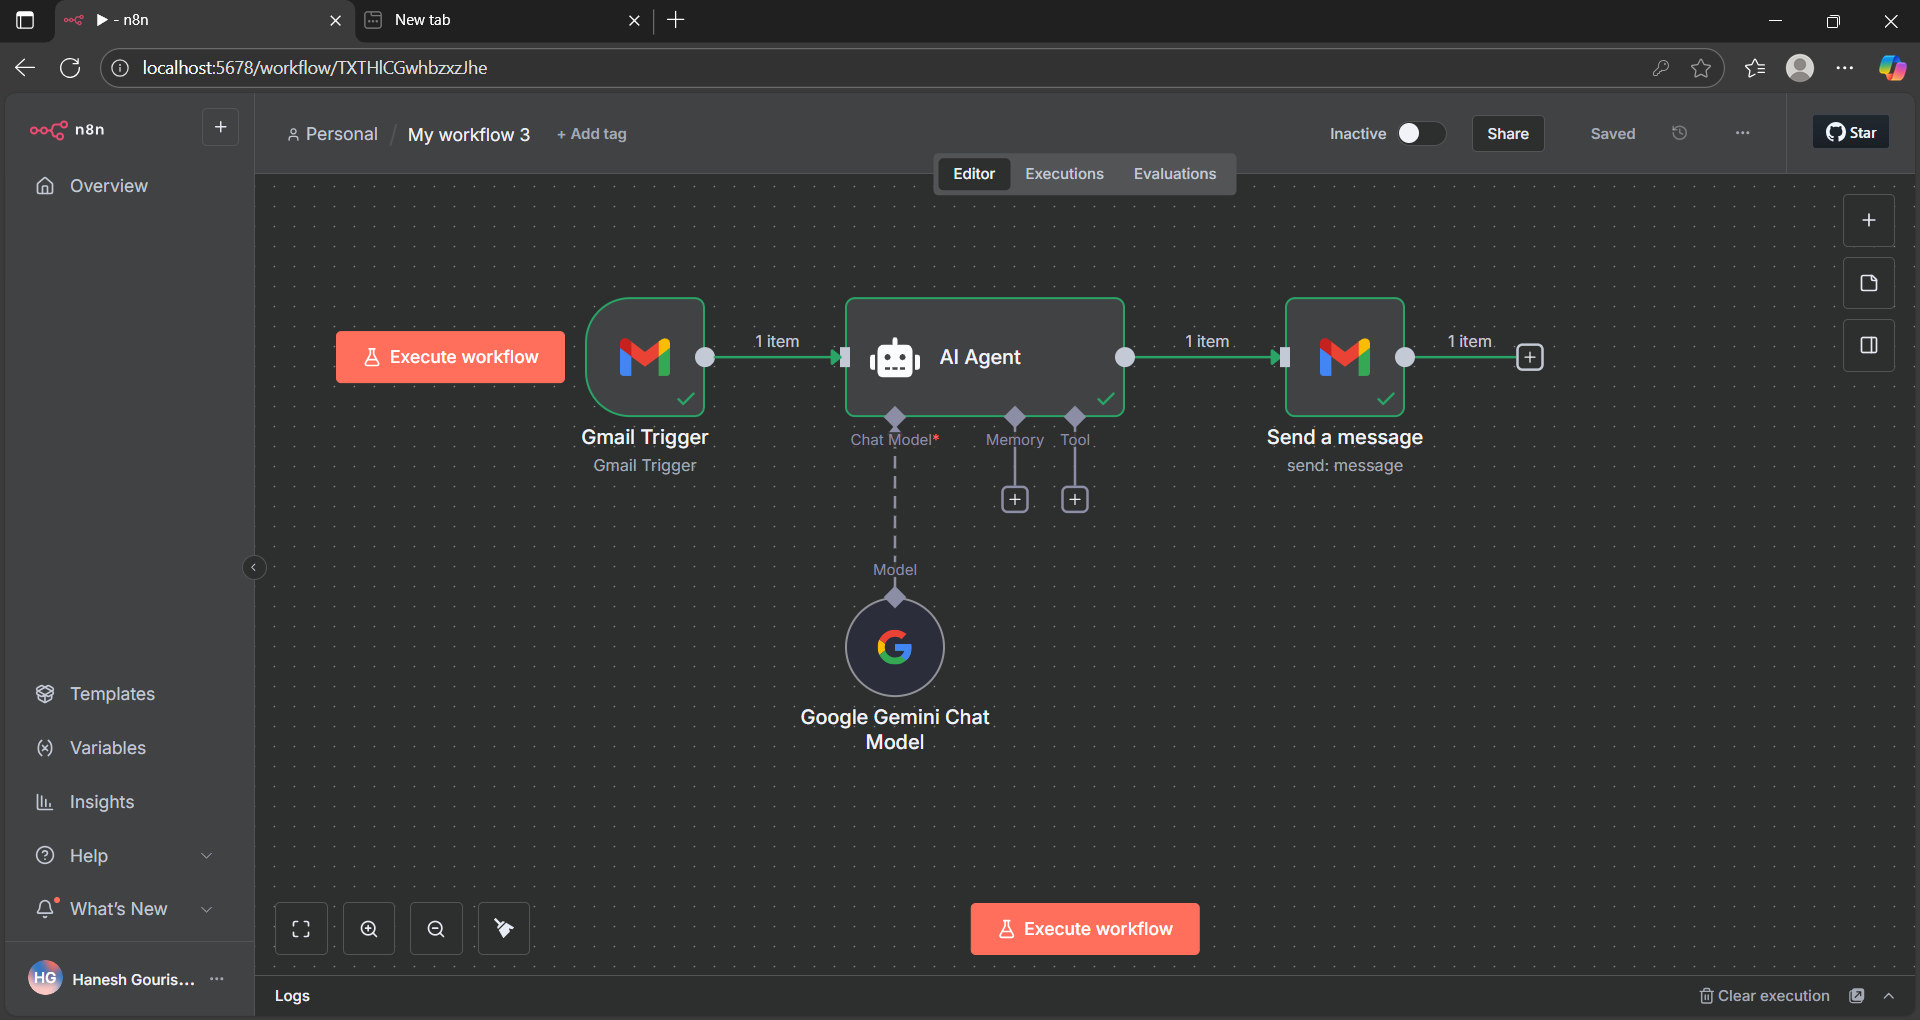 - n8n
New tab
localhost:5678/workflow/TXTHlCGwhbzxzJhe
n8n
Personal / My workflow 3 + Add tag
Inactive
Share
Saved
Star
Editor
Executions
Evaluations
Overview
Execute workflow
1 item
AI Agent
1 item
1 item
Gmail Trigger
Gmail Trigger
Chat Model*
Memory
Tool
Send a message
send: message
Model
Google Gemini Chat
Model
Templates
Variables
Insights
Help
What's New
Execute workflow
HG
Hanesh Gouris...
Logs
Clear execution